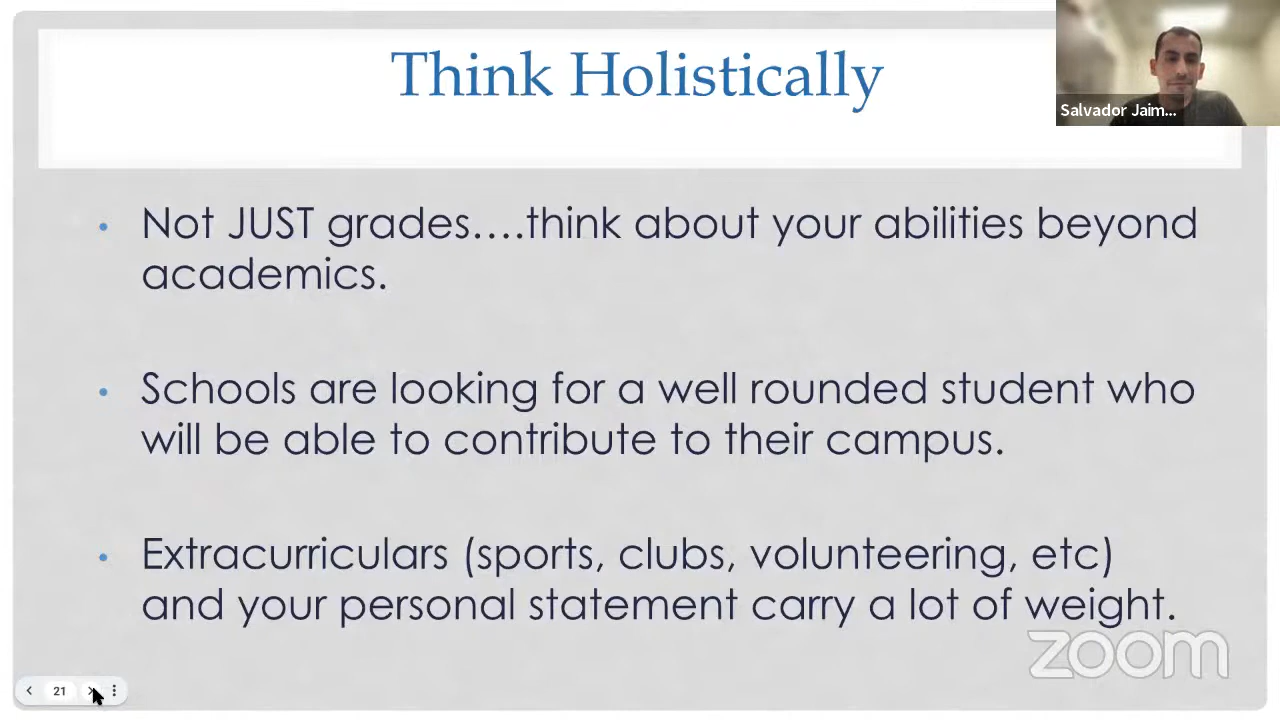 Think Holistically
Salvador Jaim...
• Not JUST grades....think about your abilities beyond
academics.
• Schools are looking for a well rounded student who
will be able to contribute to their campus.
• Extracurriculars (sports, clubs, volunteering, etc)
and your personal statement carry a lot of weight.
zoom
21